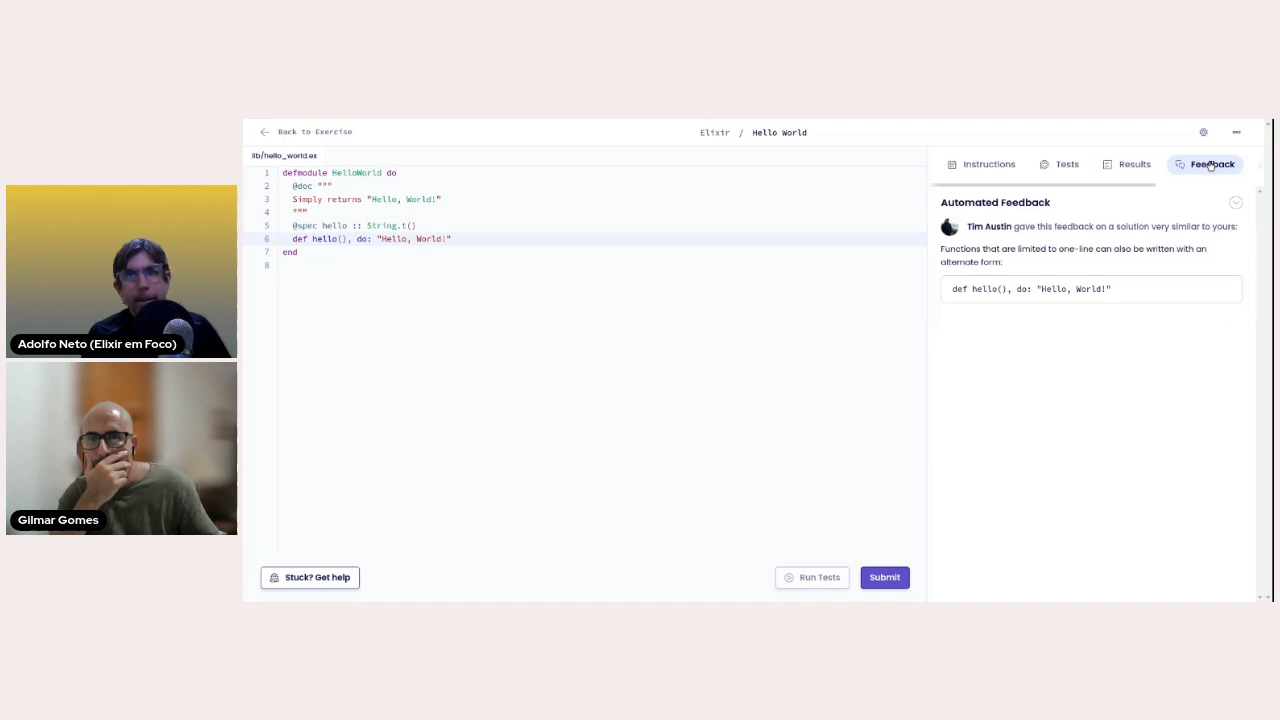 Back to Exercise
Elixir / Hello World
lib/hello_world.ex
1 defmodule HelloWorld do
2 @doc """
3 Simply returns "Hello, World!"
4 """
5 @spec hello :: String.t()
6 def hello(), do: "Hello, World!"
7 end
8
Stuck? Get help
Run Tests
Submit
Instructions
Tests
Results
Feedback
Automated Feedback
Tim Austin gave this feedback on a solution very similar to yours:
Functions that are limited to one-line can also be written with an
alternate form:
def hello(), do: "Hello, World!"
Adolfo Neto (Elixir em Foco)
Gilmar Gomes